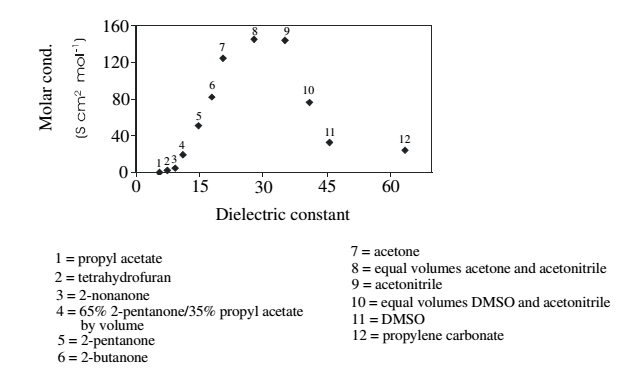 160
120
80
40
0
Molar cond.
(S cm² mol⁻¹)
1 2 3 4 5 6 7 8 9 10 11 12
0 15 30 45 60
Dielectric constant
1 = propyl acetate
2 = tetrahydrofuran
3 = 2-nonanone
4 = 65% 2-pentanone/35% propyl acetate
by volume
5 = 2-pentanone
6 = 2-butanone
7 = acetone
8 = equal volumes acetone and acetonitrile
9 = acetonitrile
10 = equal volumes DMSO and acetonitrile
11 = DMSO
12 = propylene carbonate